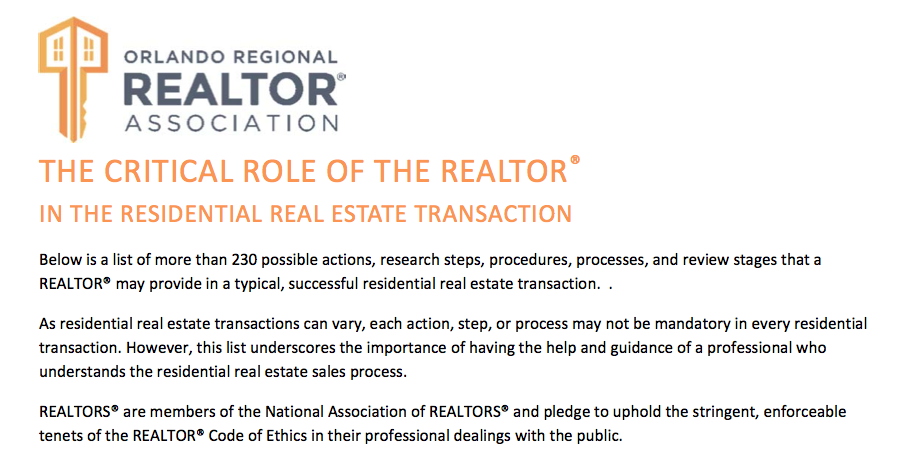 ORLANDO REGIONAL
REALTOR®
ASSOCIATION
THE CRITICAL ROLE OF THE REALTOR®
IN THE RESIDENTIAL REAL ESTATE TRANSACTION
Below is a list of more than 230 possible actions, research steps, procedures, processes, and review stages that a
REALTOR® may provide in a typical, successful residential real estate transaction.  .
As residential real estate transactions can vary, each action, step, or process may not be mandatory in every residential
transaction. However, this list underscores the importance of having the help and guidance of a professional who
understands the residential real estate sales process.
REALTORS® are members of the National Association of REALTORS® and pledge to uphold the stringent, enforceable
tenets of the REALTOR® Code of Ethics in their professional dealings with the public.